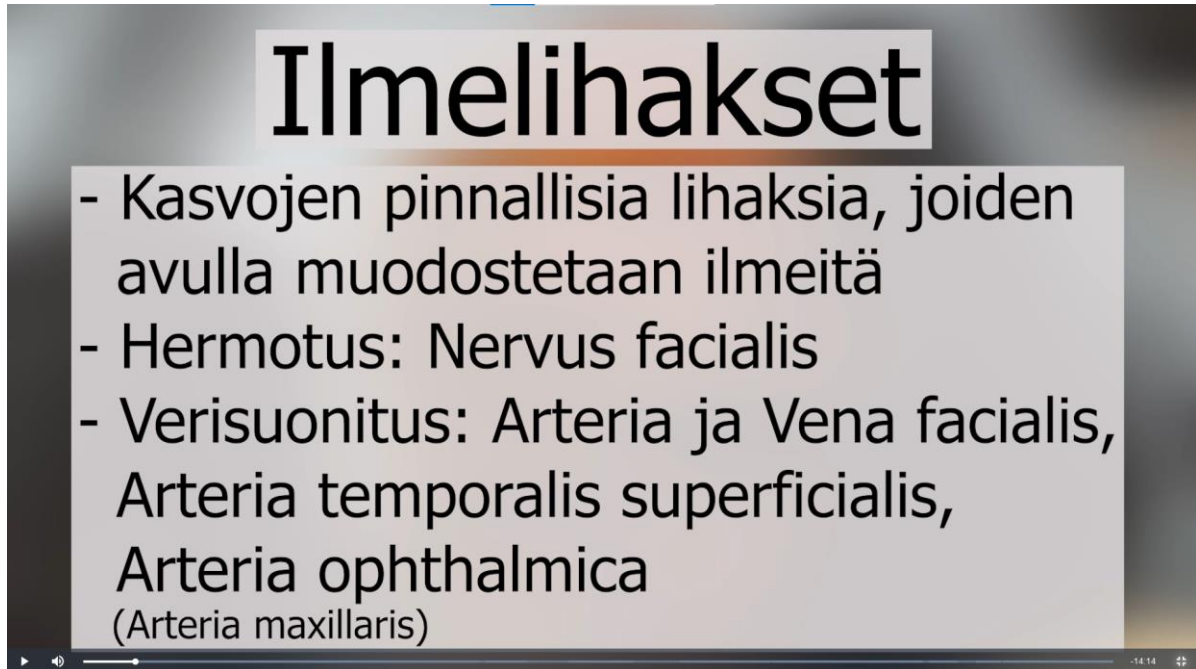 Ilmelihakset
- Kasvojen pinnallisia lihaksia, joiden
avulla muodostetaan ilmeitä
- Hermotus: Nervus facialis
- Verisuonitus: Arteria ja Vena facialis,
Arteria temporalis superficialis,
Arteria ophthalmica
(Arteria maxillaris)
-14:14